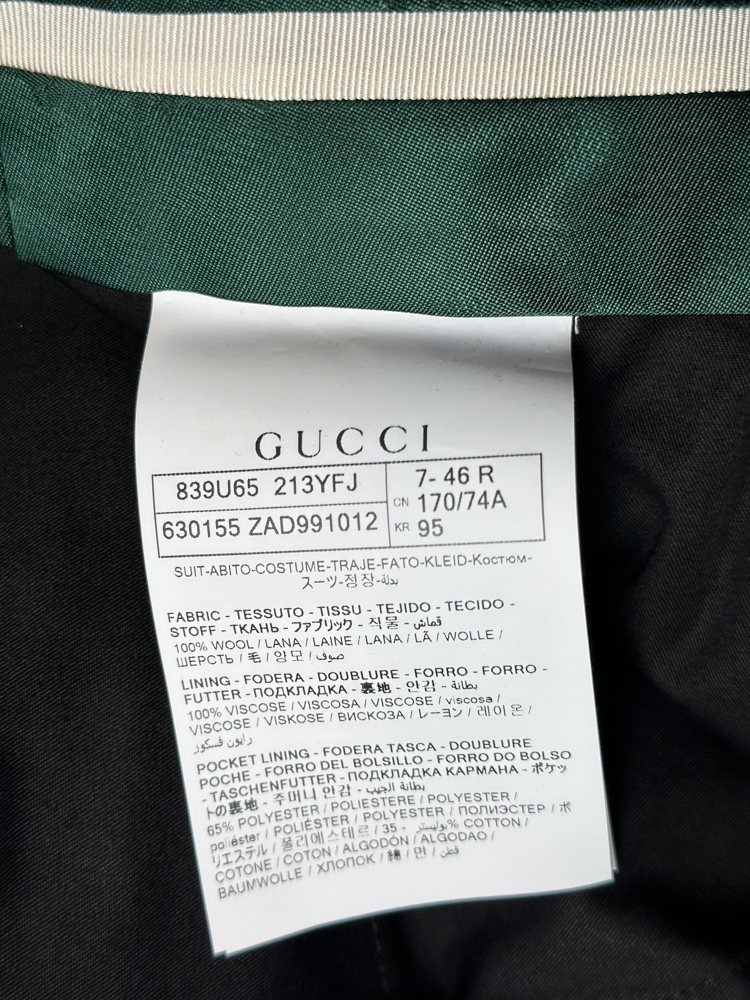 GUCCI
839U65 213YFJ
630155 ZAD991012
7- 46 R
CN 170/74A
KR 95
SUIT-ABITO-COSTUME-TRAJE-FATO-KLEID-Костюм-
スーツ-정장-بدلة
FABRIC - TESSUTO - TISSU - TEJIDO - TECIDO -
STOFF - ТКАНЬ - ファブリック - 직물 - قماش
100% WOOL / LANA / LAINE / LANA / LÃ / WOLLE /
ШЕРСТЬ / 毛 / 양모 / صوف
LINING - FODERA - DOUBLURE - FORRO - FORRO -
FUTTER - ПОДКЛАДКА - 裏地 - 안감 - بطانة
100% VISCOSE / VISCOSA / VISCOSE / viscosa /
VISCOSE / VISKOSE / ВИСКОЗА / レーヨン / 레이온 /
رايون فسكوز
POCKET LINING - FODERA TASCA - DOUBLURE
POCHE - FORRO DEL BOLSILLO - FORRO DO BOLSO
- TASCHENFUTTER - ПОДКЛАДКА КАРМАНА - ポケッ
トの裏地 - 주머니 안감 - بطانة الجيب
65% POLYESTER / POLIESTERE / POLYESTER /
poliéster / POLIÉSTER / POLYESTER / ПОЛИЭСТЕР / ポ
リエステル / 폴리에스테르 / 35 - بوليستر% COTTON /
COTONE / COTON / ALGODÓN / ALGODAO /
BAUMWOLLE / ХЛОПОК / 綿 / 면 / قطن